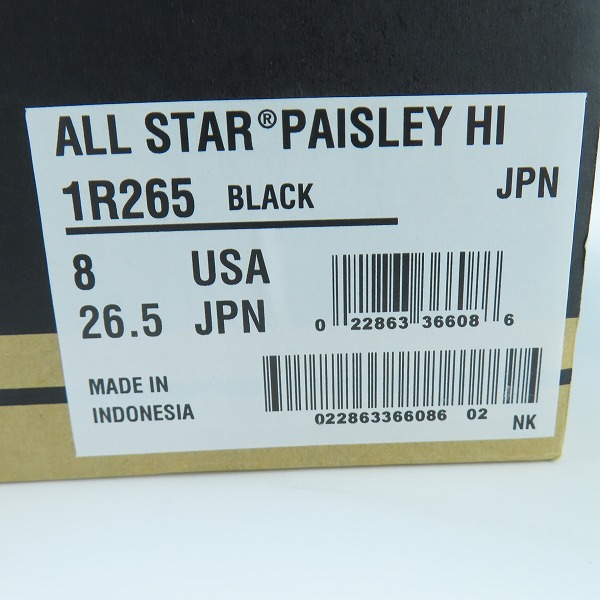 ALL STAR® PAISLEY HI
1R265 BLACK JPN
8 USA
26.5 JPN
0 22863 36608 6
MADE IN
INDONESIA
022863366086 02
NK